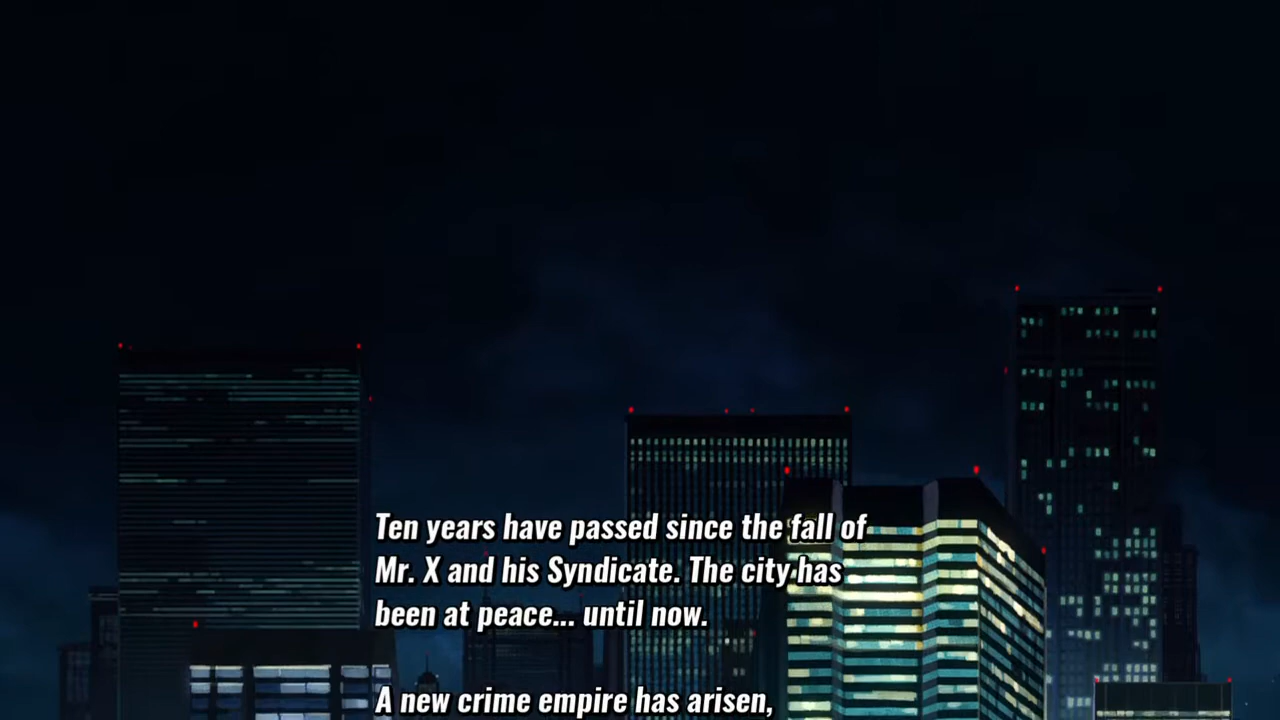 Ten years have passed since the fall of
Mr. X and his Syndicate. The city has
been at peace... until now.
A new crime empire has arisen,